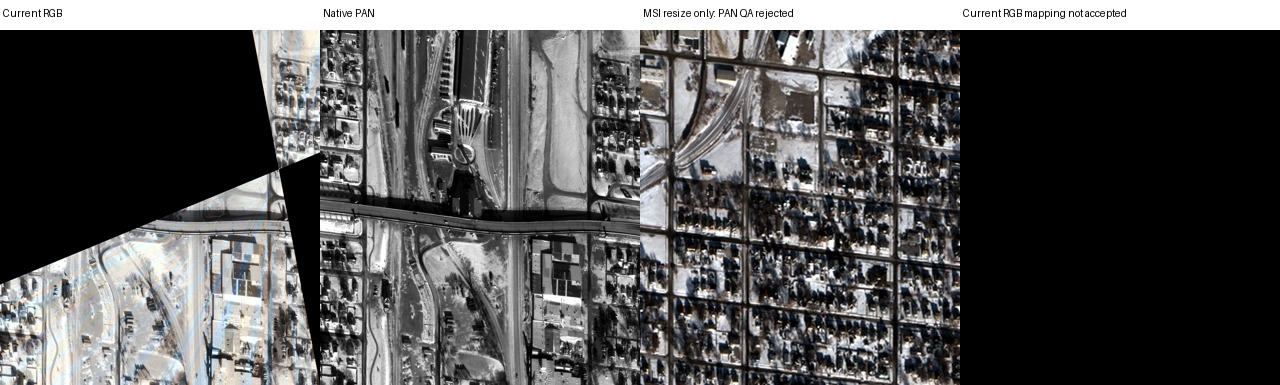 Current RGB
Native PAN
MSI resize only: PAN QA rejected
Current RGB mapping not accepted